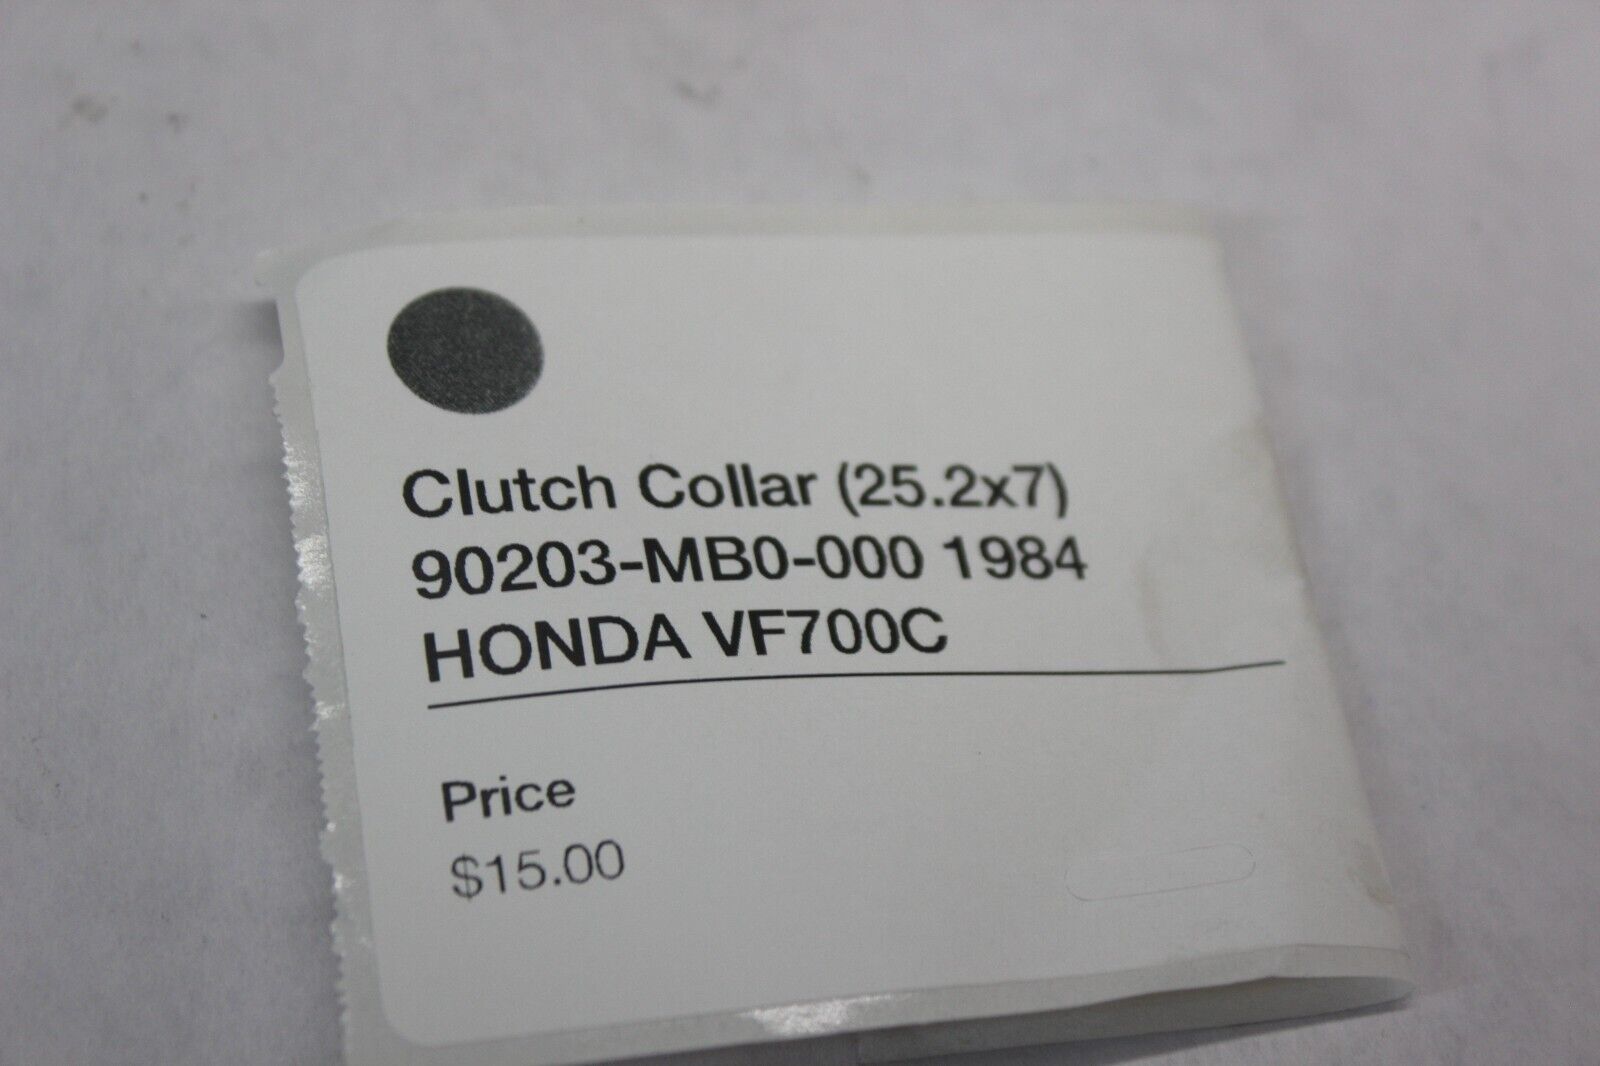 Clutch Collar (25.2x7)
90203-MB0-000 1984
HONDA VF700C
Price
$15.00